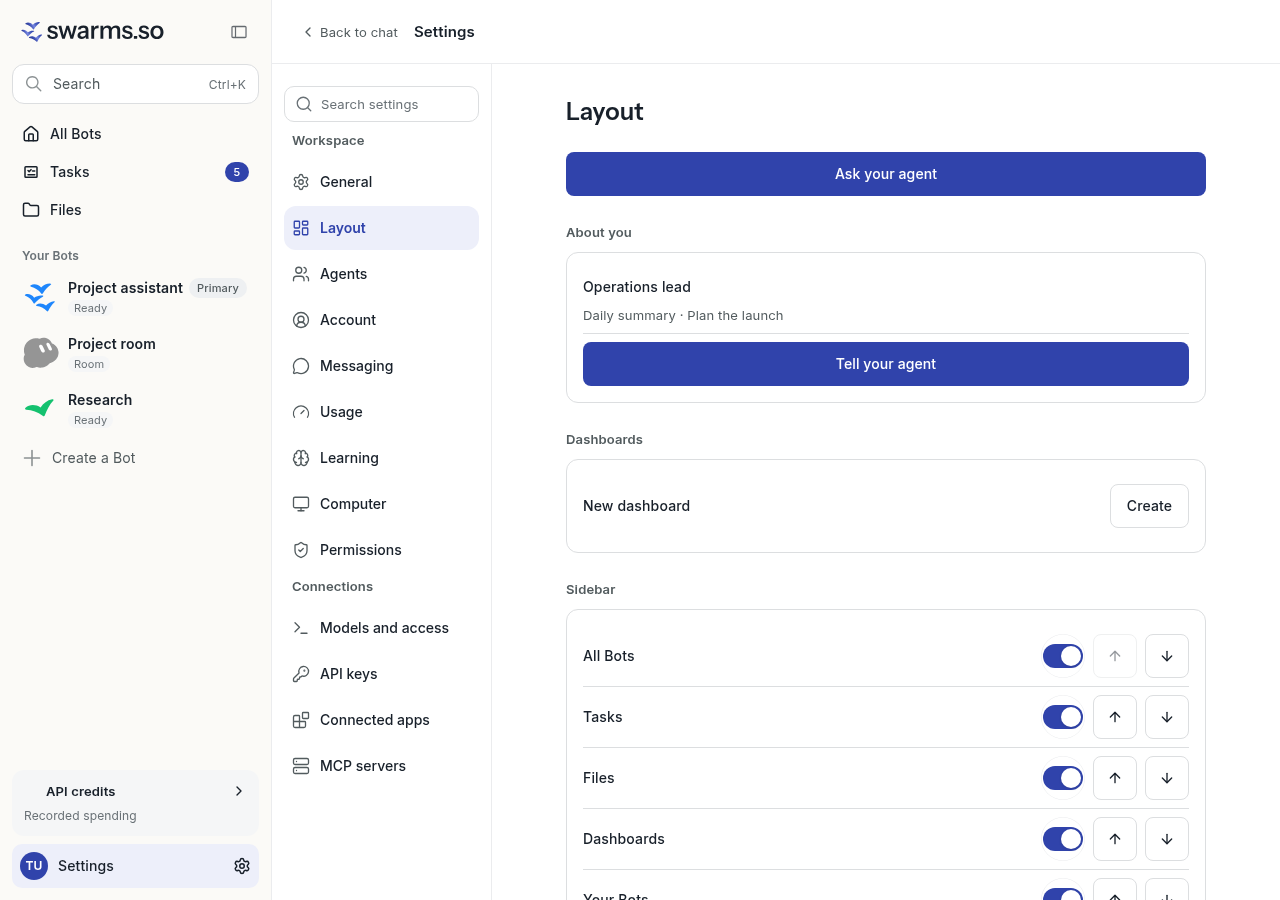 swarms.so
Search Ctrl+K
All Bots
Tasks 5
Files
Your Bots
Project assistant Primary
Ready
Project room
Room
Research
Ready
Create a Bot
API credits
Recorded spending
TU Settings
Back to chat Settings
Search settings
Workspace
General
Layout
Agents
Account
Messaging
Usage
Learning
Computer
Permissions
Connections
Models and access
API keys
Connected apps
MCP servers
Layout
Ask your agent
About you
Operations lead
Daily summary · Plan the launch
Tell your agent
Dashboards
New dashboard Create
Sidebar
All Bots
Tasks
Files
Dashboards
Your Bots